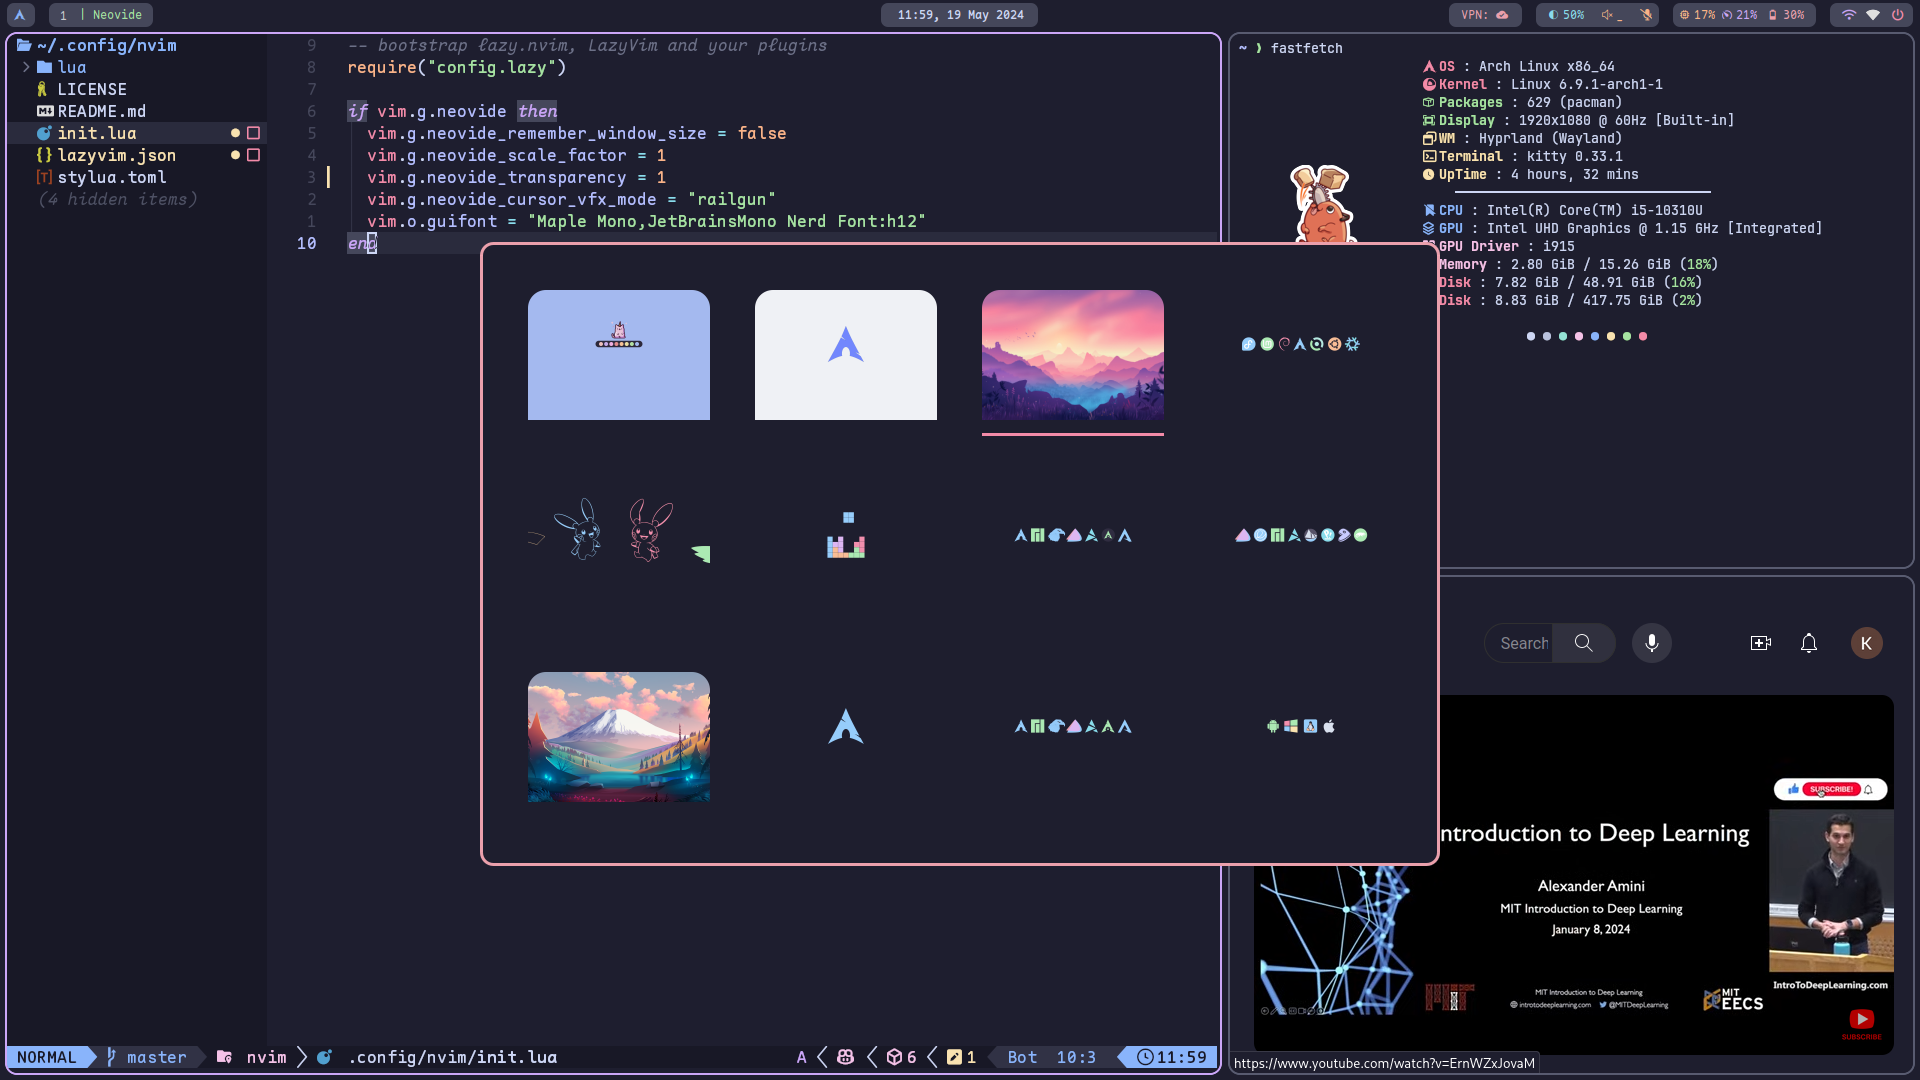 1 | Neovide
11:59, 19 May 2024
VPN:
50%
17% 21% 30%
~/.config/nvim
lua
LICENSE
README.md
init.lua
lazyvim.json
stylua.toml
(4 hidden items)
9 -- bootstrap lazy.nvim, LazyVim and your plugins
8 require("config.lazy")
7
6 if vim.g.neovide then
5 vim.g.neovide_remember_window_size = false
4 vim.g.neovide_scale_factor = 1
3 vim.g.neovide_transparency = 1
2 vim.g.neovide_cursor_vfx_mode = "railgun"
1 vim.o.guifont = "Maple Mono,JetBrainsMono Nerd Font:h12"
10 end
NORMAL master nvim .config/nvim/init.lua A 6 1 Bot 10:3 11:59
~ ❯ fastfetch
OS : Arch Linux x86_64
Kernel : Linux 6.9.1-arch1-1
Packages : 629 (pacman)
Display : 1920x1080 @ 60Hz [Built-in]
WM : Hyprland (Wayland)
Terminal : kitty 0.33.1
UpTime : 4 hours, 32 mins
CPU : Intel(R) Core(TM) i5-10310U
GPU : Intel UHD Graphics @ 1.15 GHz [Integrated]
GPU Driver : i915
Memory : 2.80 GiB / 15.26 GiB (18%)
Disk : 7.82 GiB / 48.91 GiB (16%)
Disk : 8.83 GiB / 417.75 GiB (2%)
Search
K
SUBSCRIBE!
ntroduction to Deep Learning
Alexander Amini
MIT Introduction to Deep Learning
January 8, 2024
IntroToDeepLearning.com
MIT Introduction to Deep Learning
introtodeeplearning.com @MITDeepLearning
MIT
MIT
EECS
SUBSCRIBE
https://www.youtube.com/watch?v=ErnWZxJovaM